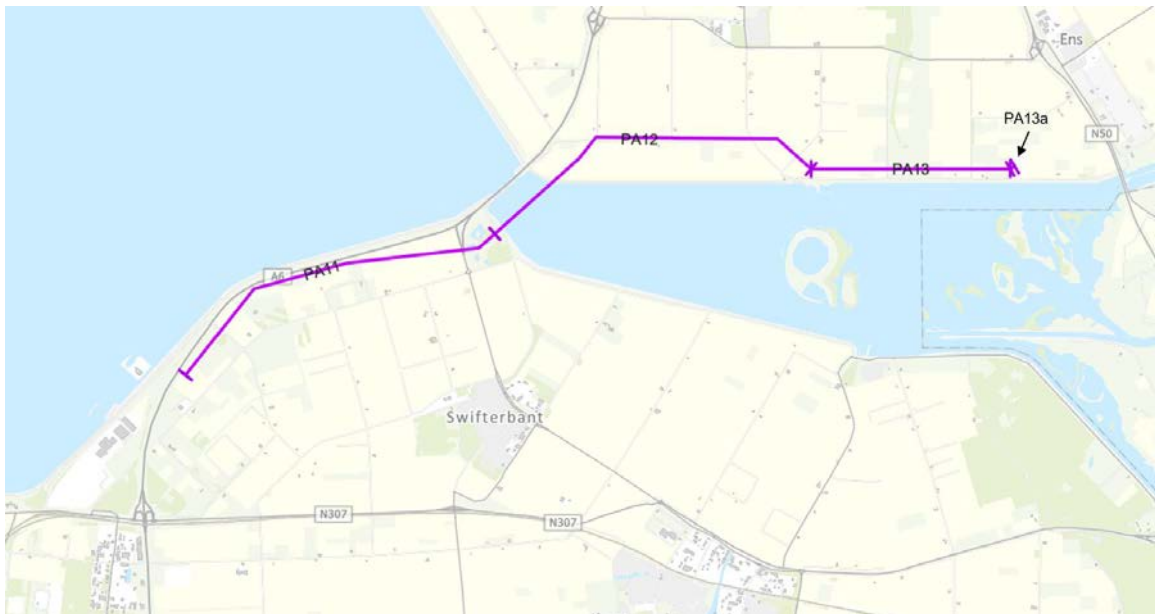 Ens
PA13a
N50
PA12
PA13
A6
PA11
Swifterbant
N307
N307